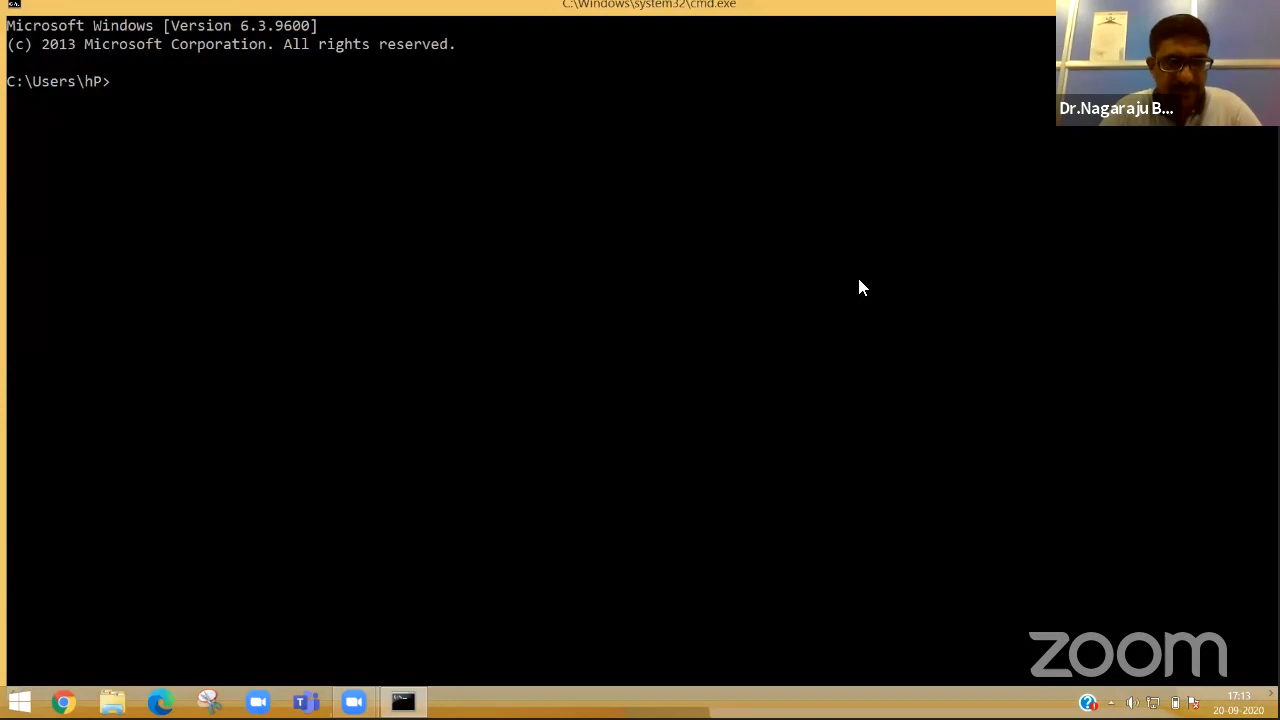 C:\Windows\system32\cmd.exe
Microsoft Windows [Version 6.3.9600]
(c) 2013 Microsoft Corporation. All rights reserved.
C:\Users\hP>
Dr.Nagaraju B...
zoom
17:13
20-09-2020